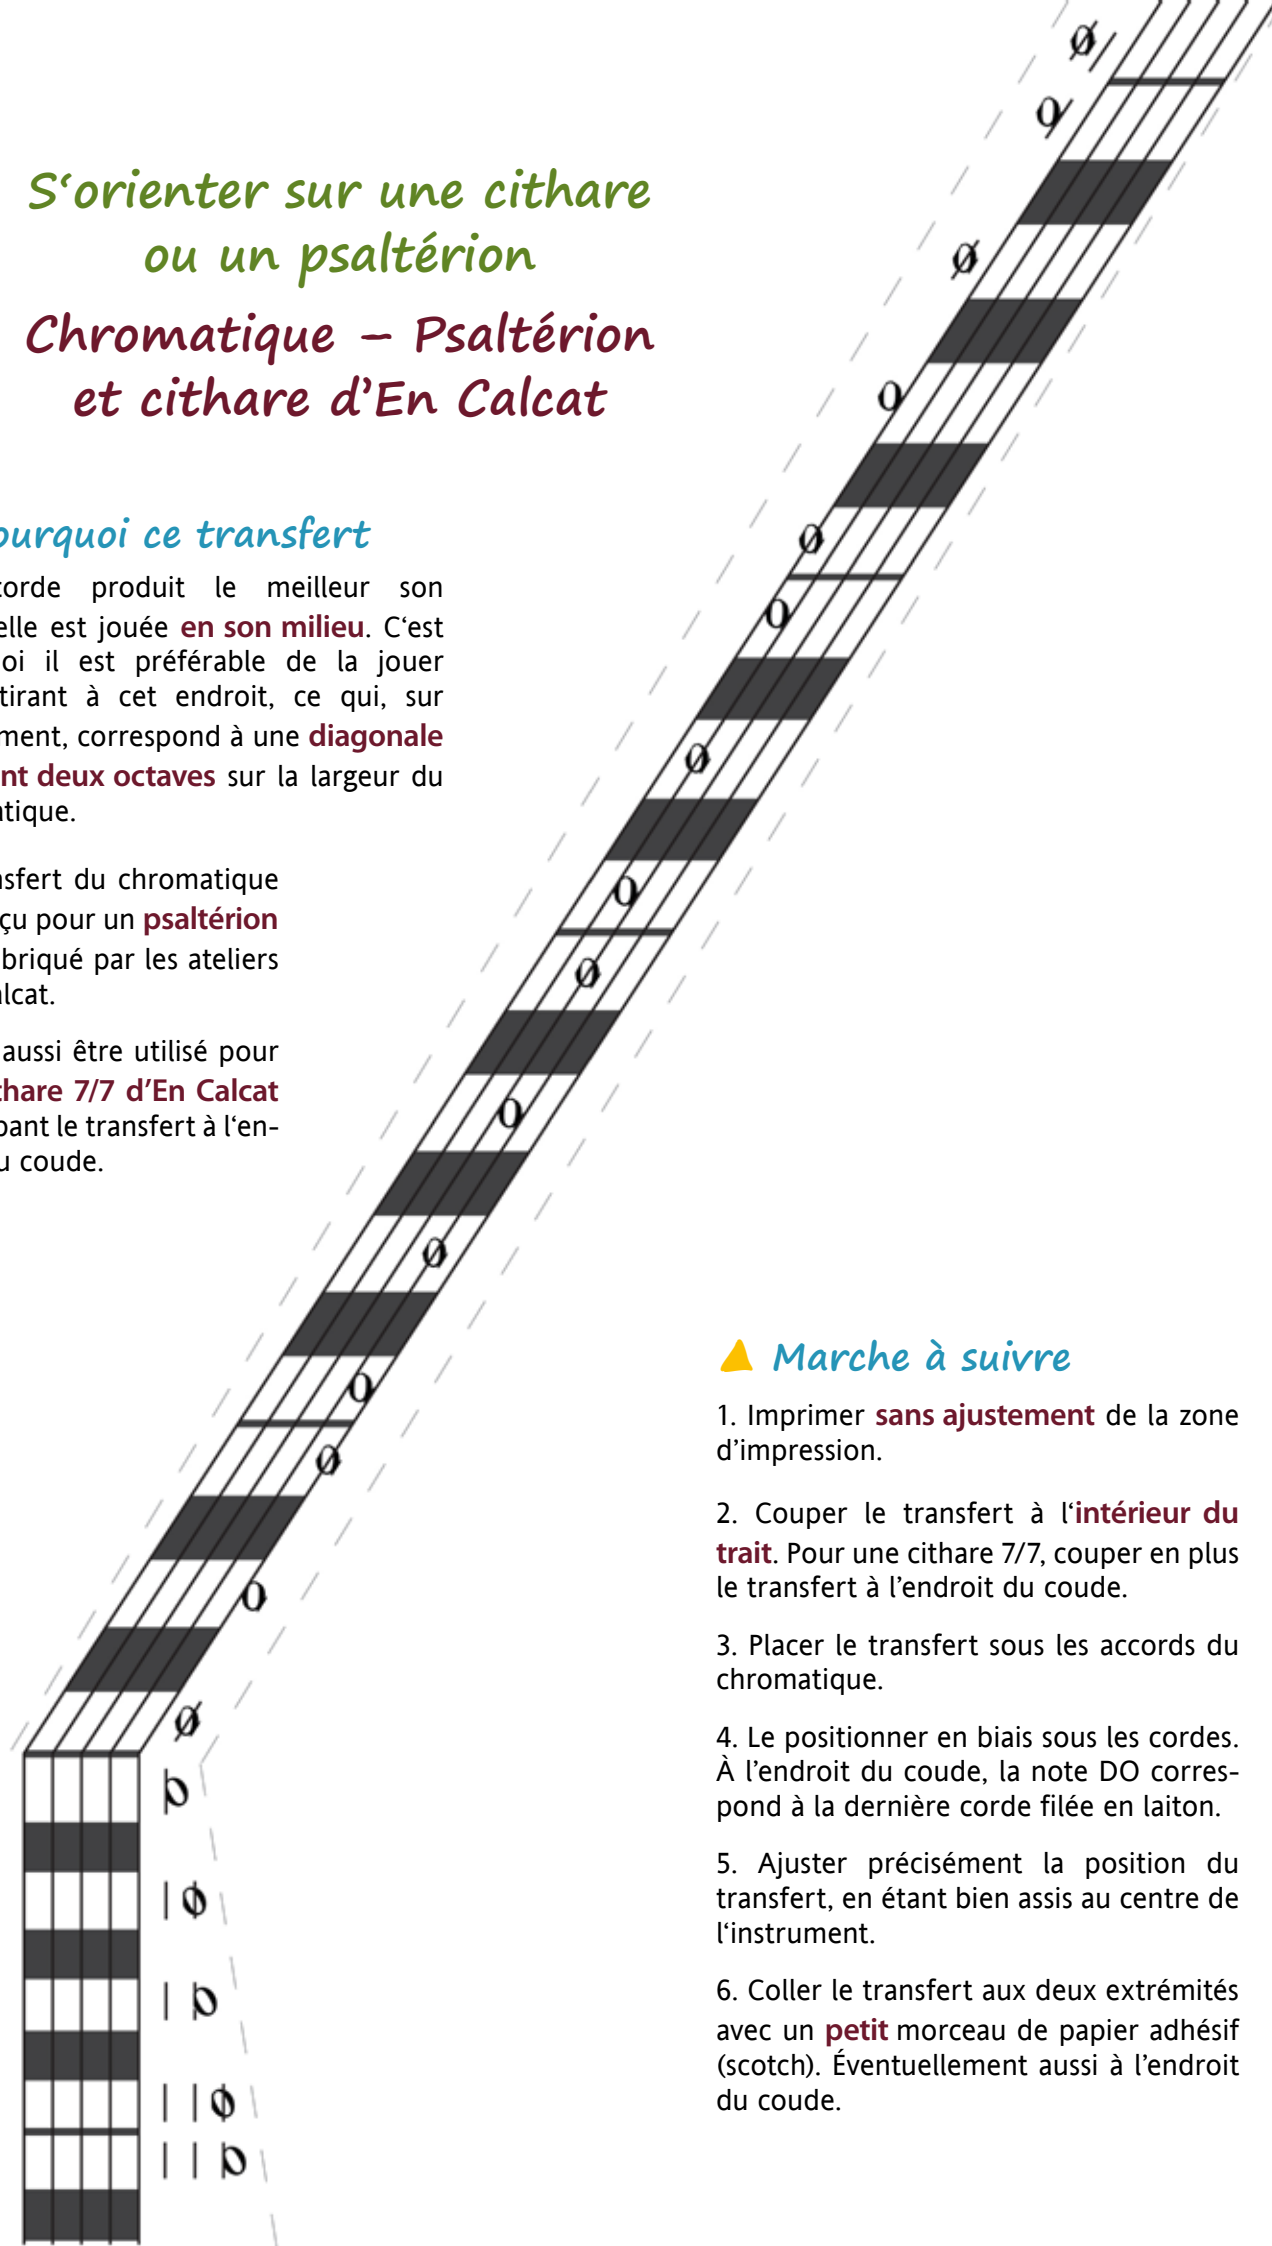 S‘orienter sur une cithare
ou un psaltérion
Chromatique – Psaltérion
et cithare d’En Calcat
ourquoi ce transfert
corde produit le meilleur son
elle est jouée en son milieu. C‘est
oi il est préférable de la jouer
tirant à cet endroit, ce qui, sur
ment, correspond à une diagonale
nt deux octaves sur la largeur du
atique.
nsfert du chromatique
çu pour un psaltérion
briqué par les ateliers
alcat.
aussi être utilisé pour
thare 7/7 d’En Calcat
pant le transfert à l‘en-
u coude.
Marche à suivre
1. Imprimer sans ajustement de la zone
d’impression.
2. Couper le transfert à l‘intérieur du
trait. Pour une cithare 7/7, couper en plus
le transfert à l’endroit du coude.
3. Placer le transfert sous les accords du
chromatique.
4. Le positionner en biais sous les cordes.
À l’endroit du coude, la note DO corres-
pond à la dernière corde filée en laiton.
5. Ajuster précisément la position du
transfert, en étant bien assis au centre de
l‘instrument.
6. Coller le transfert aux deux extrémités
avec un petit morceau de papier adhésif
(scotch). Éventuellement aussi à l’endroit
du coude.